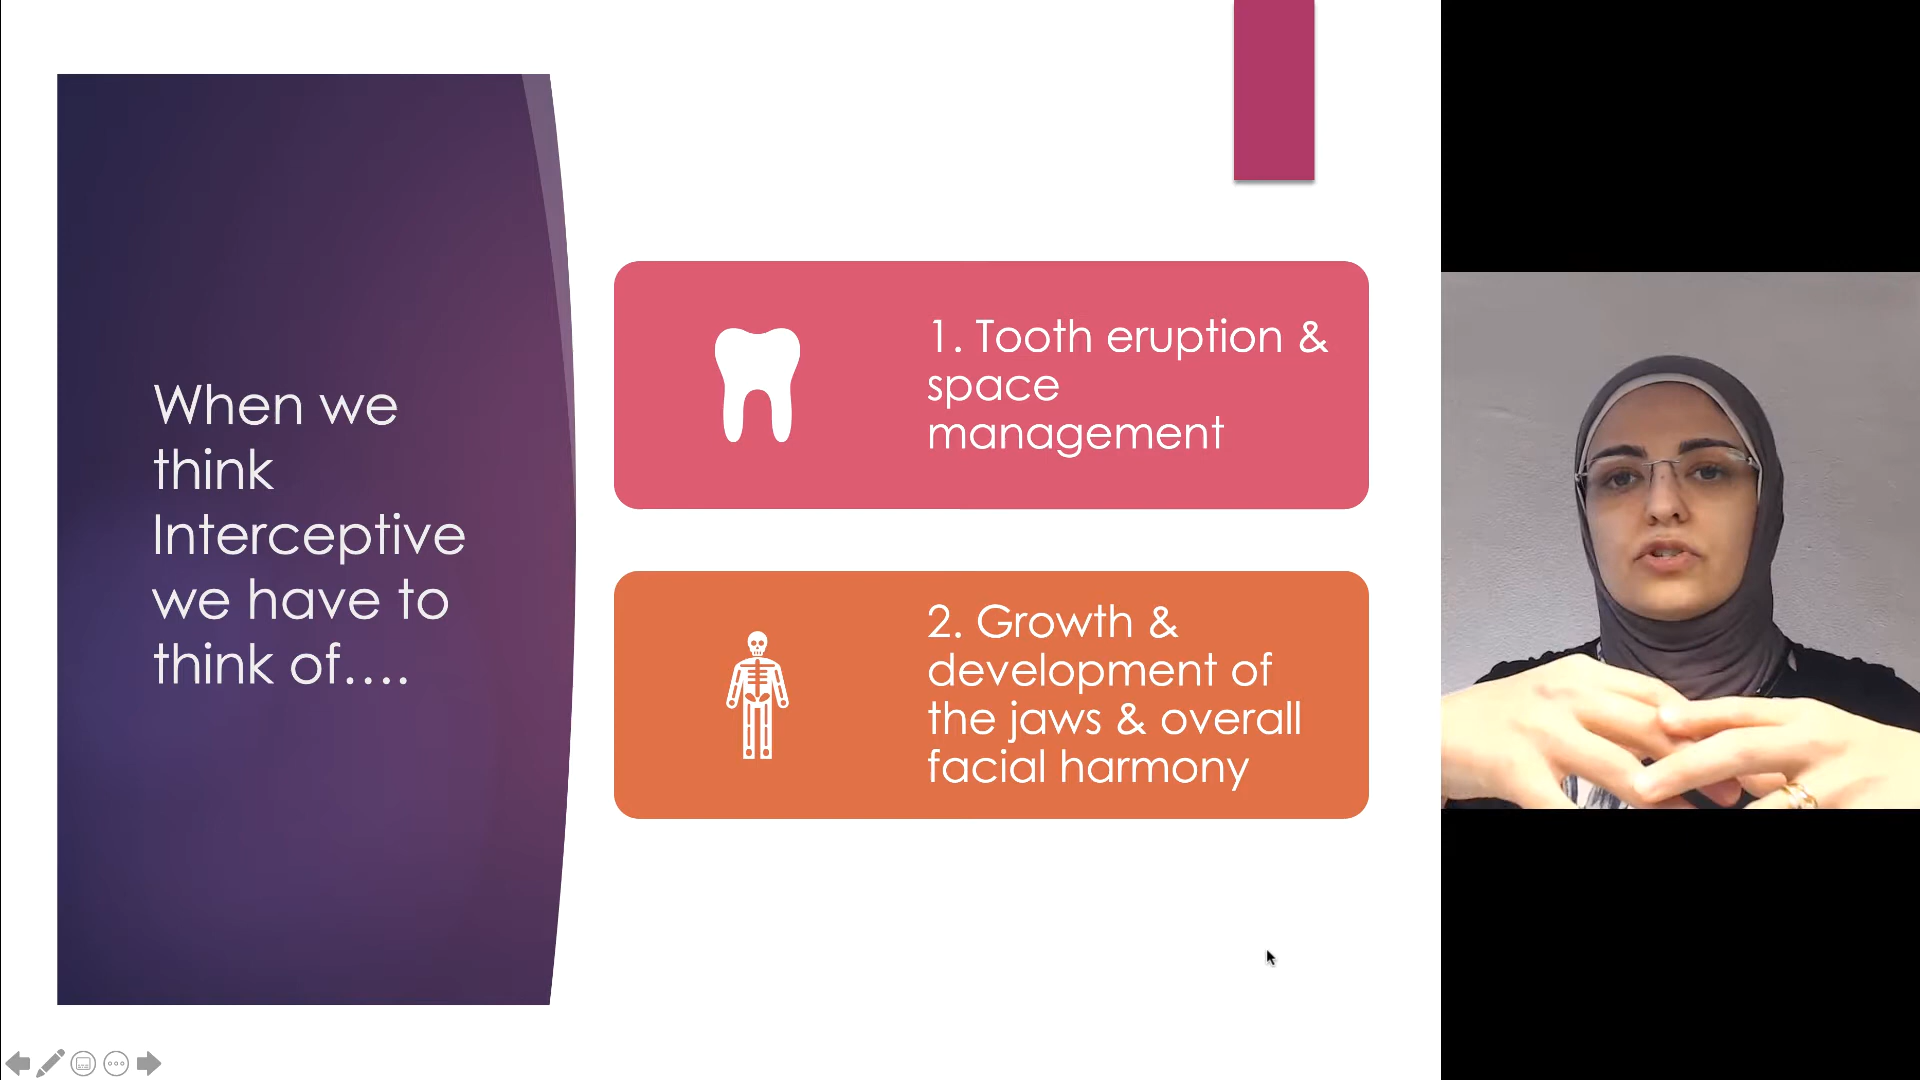 When we
think
Interceptive
we have to
think of....
1. Tooth eruption &
space
management
2. Growth &
development of
the jaws & overall
facial harmony